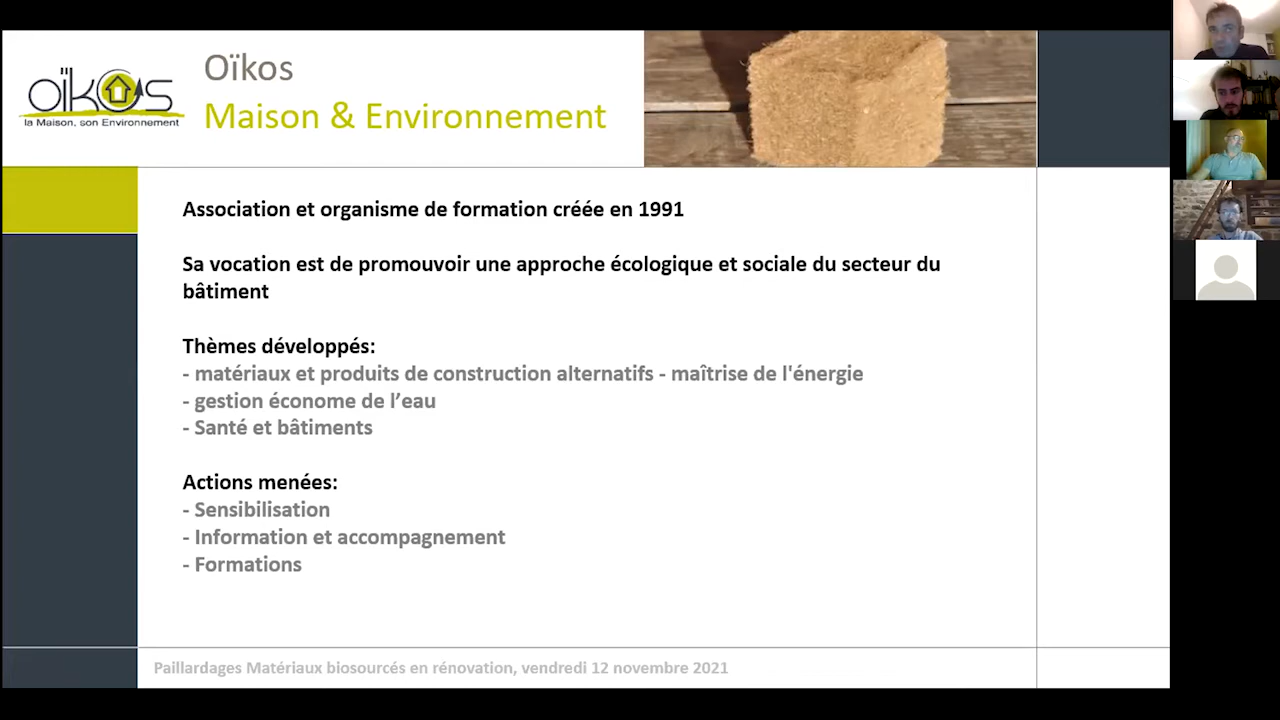 oïkos
la Maison, son Environnement
Oïkos
Maison & Environnement
Association et organisme de formation créée en 1991
Sa vocation est de promouvoir une approche écologique et sociale du secteur du
bâtiment
Thèmes développés:
- matériaux et produits de construction alternatifs - maîtrise de l'énergie
- gestion économe de l’eau
- Santé et bâtiments
Actions menées:
- Sensibilisation
- Information et accompagnement
- Formations
Paillardages Matériaux biosourcés en rénovation, vendredi 12 novembre 2021